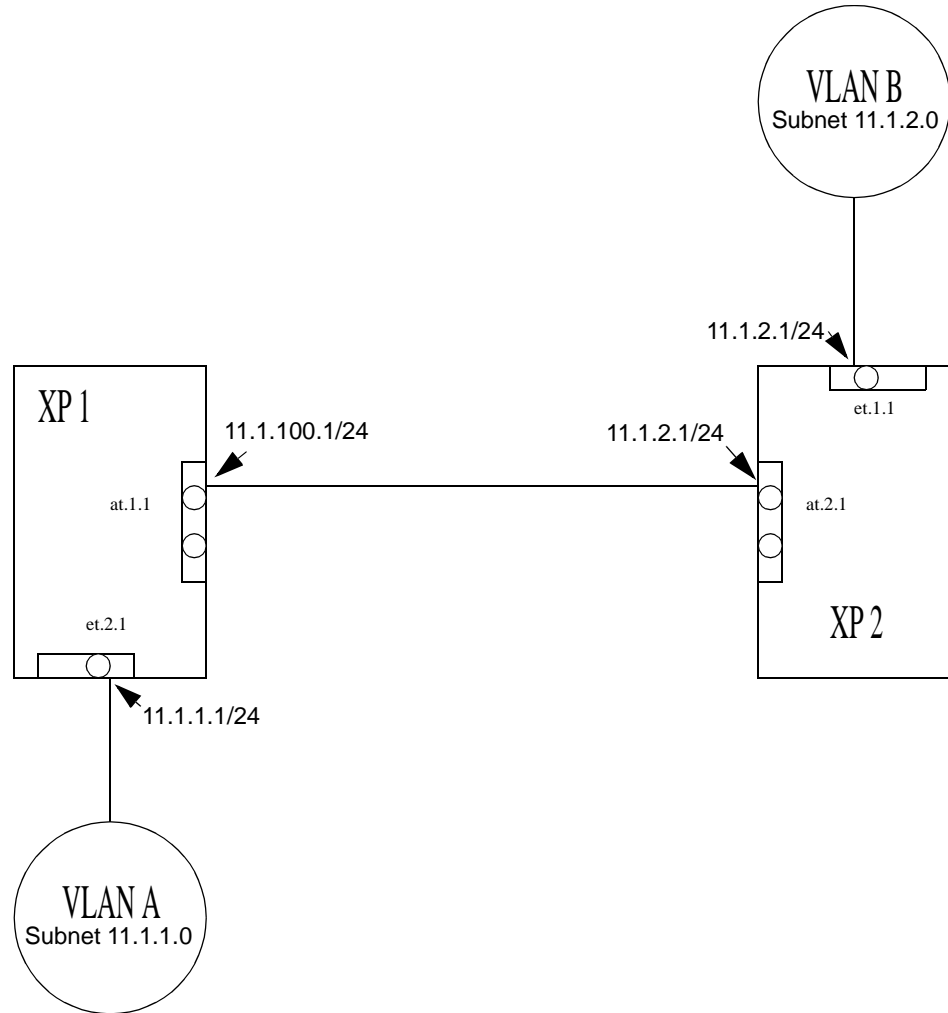 VLAN B
Subnet 11.1.2.0
11.1.2.1/24
et.1.1
XP 1
11.1.100.1/24
11.1.2.1/24
at.1.1
at.2.1
et.2.1
XP 2
11.1.1.1/24
VLAN A
Subnet 11.1.1.0